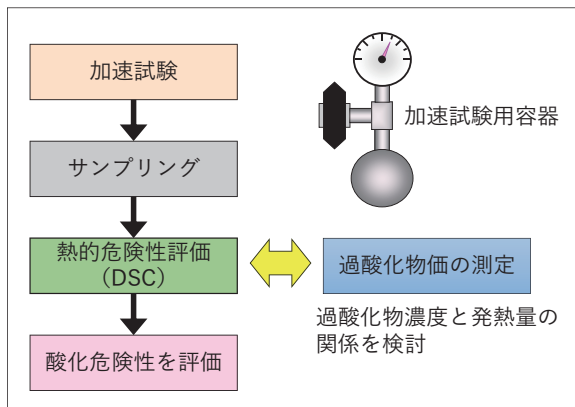 加速試験
加速試験用容器
サンプリング
熱的危険性評価
（DSC）
過酸化物価の測定
過酸化物濃度と発熱量の
関係を検討
酸化危険性を評価